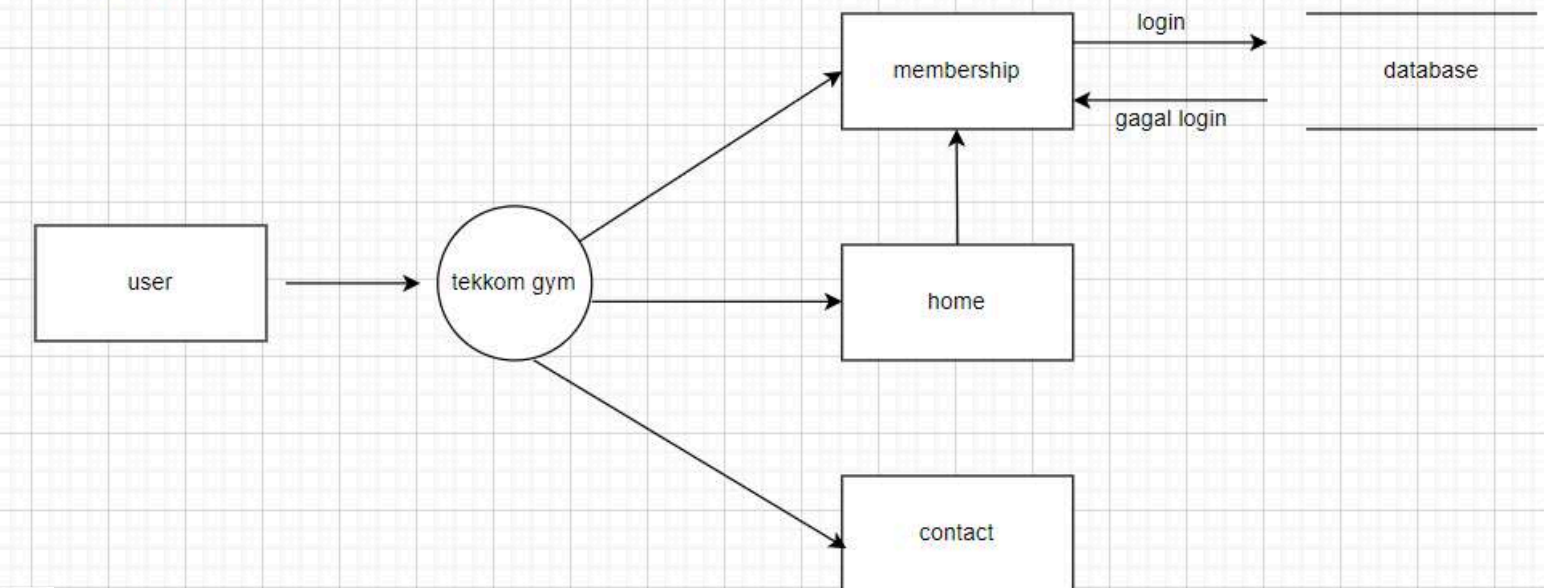 login
membership
database
gagal login
user
tekkom gym
home
contact